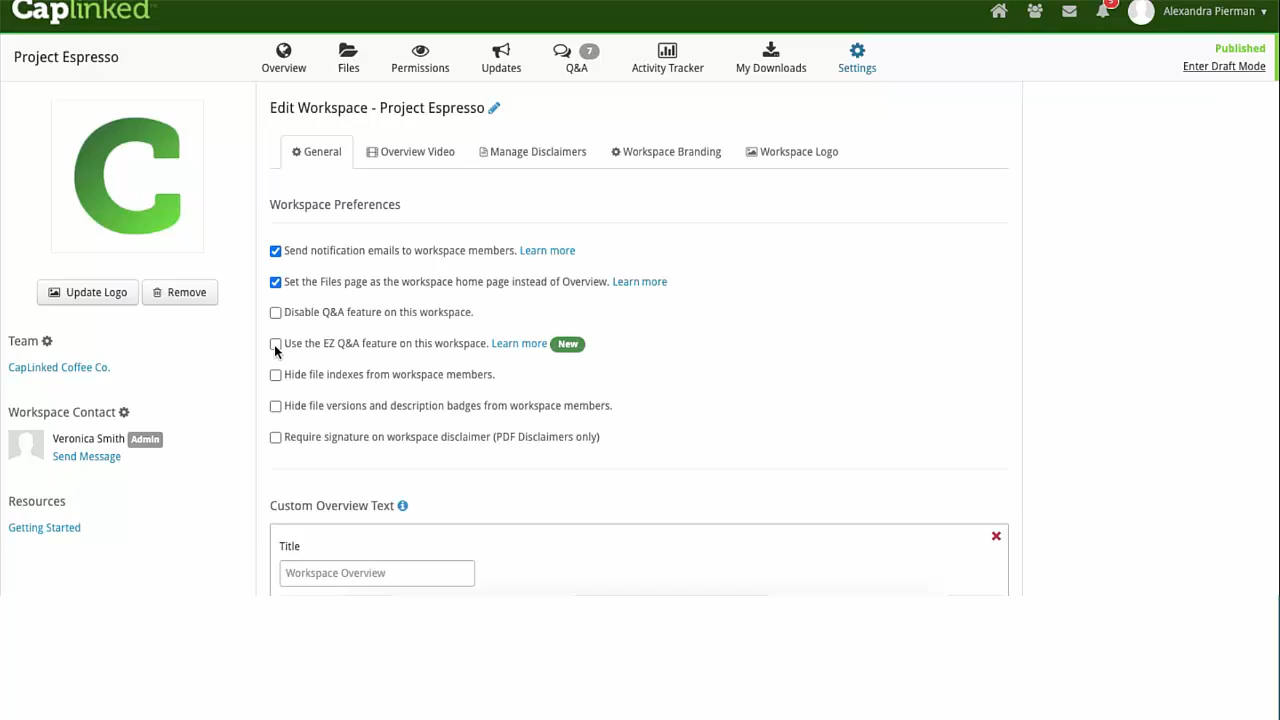 Caplinked
5
Alexandra Pierman
Project Espresso
Overview
Files
Permissions
Updates
7
Q&A
Activity Tracker
My Downloads
Settings
Published
Enter Draft Mode
C
Update Logo
Remove
Team
CapLinked Coffee Co.
Workspace Contact
Veronica Smith Admin
Send Message
Resources
Getting Started
Edit Workspace - Project Espresso
General
Overview Video
Manage Disclaimers
Workspace Branding
Workspace Logo
Workspace Preferences
Send notification emails to workspace members. Learn more
Set the Files page as the workspace home page instead of Overview. Learn more
Disable Q&A feature on this workspace.
Use the EZ Q&A feature on this workspace. Learn more New
Hide file indexes from workspace members.
Hide file versions and description badges from workspace members.
Require signature on workspace disclaimer (PDF Disclaimers only)
Custom Overview Text
Title
Workspace Overview